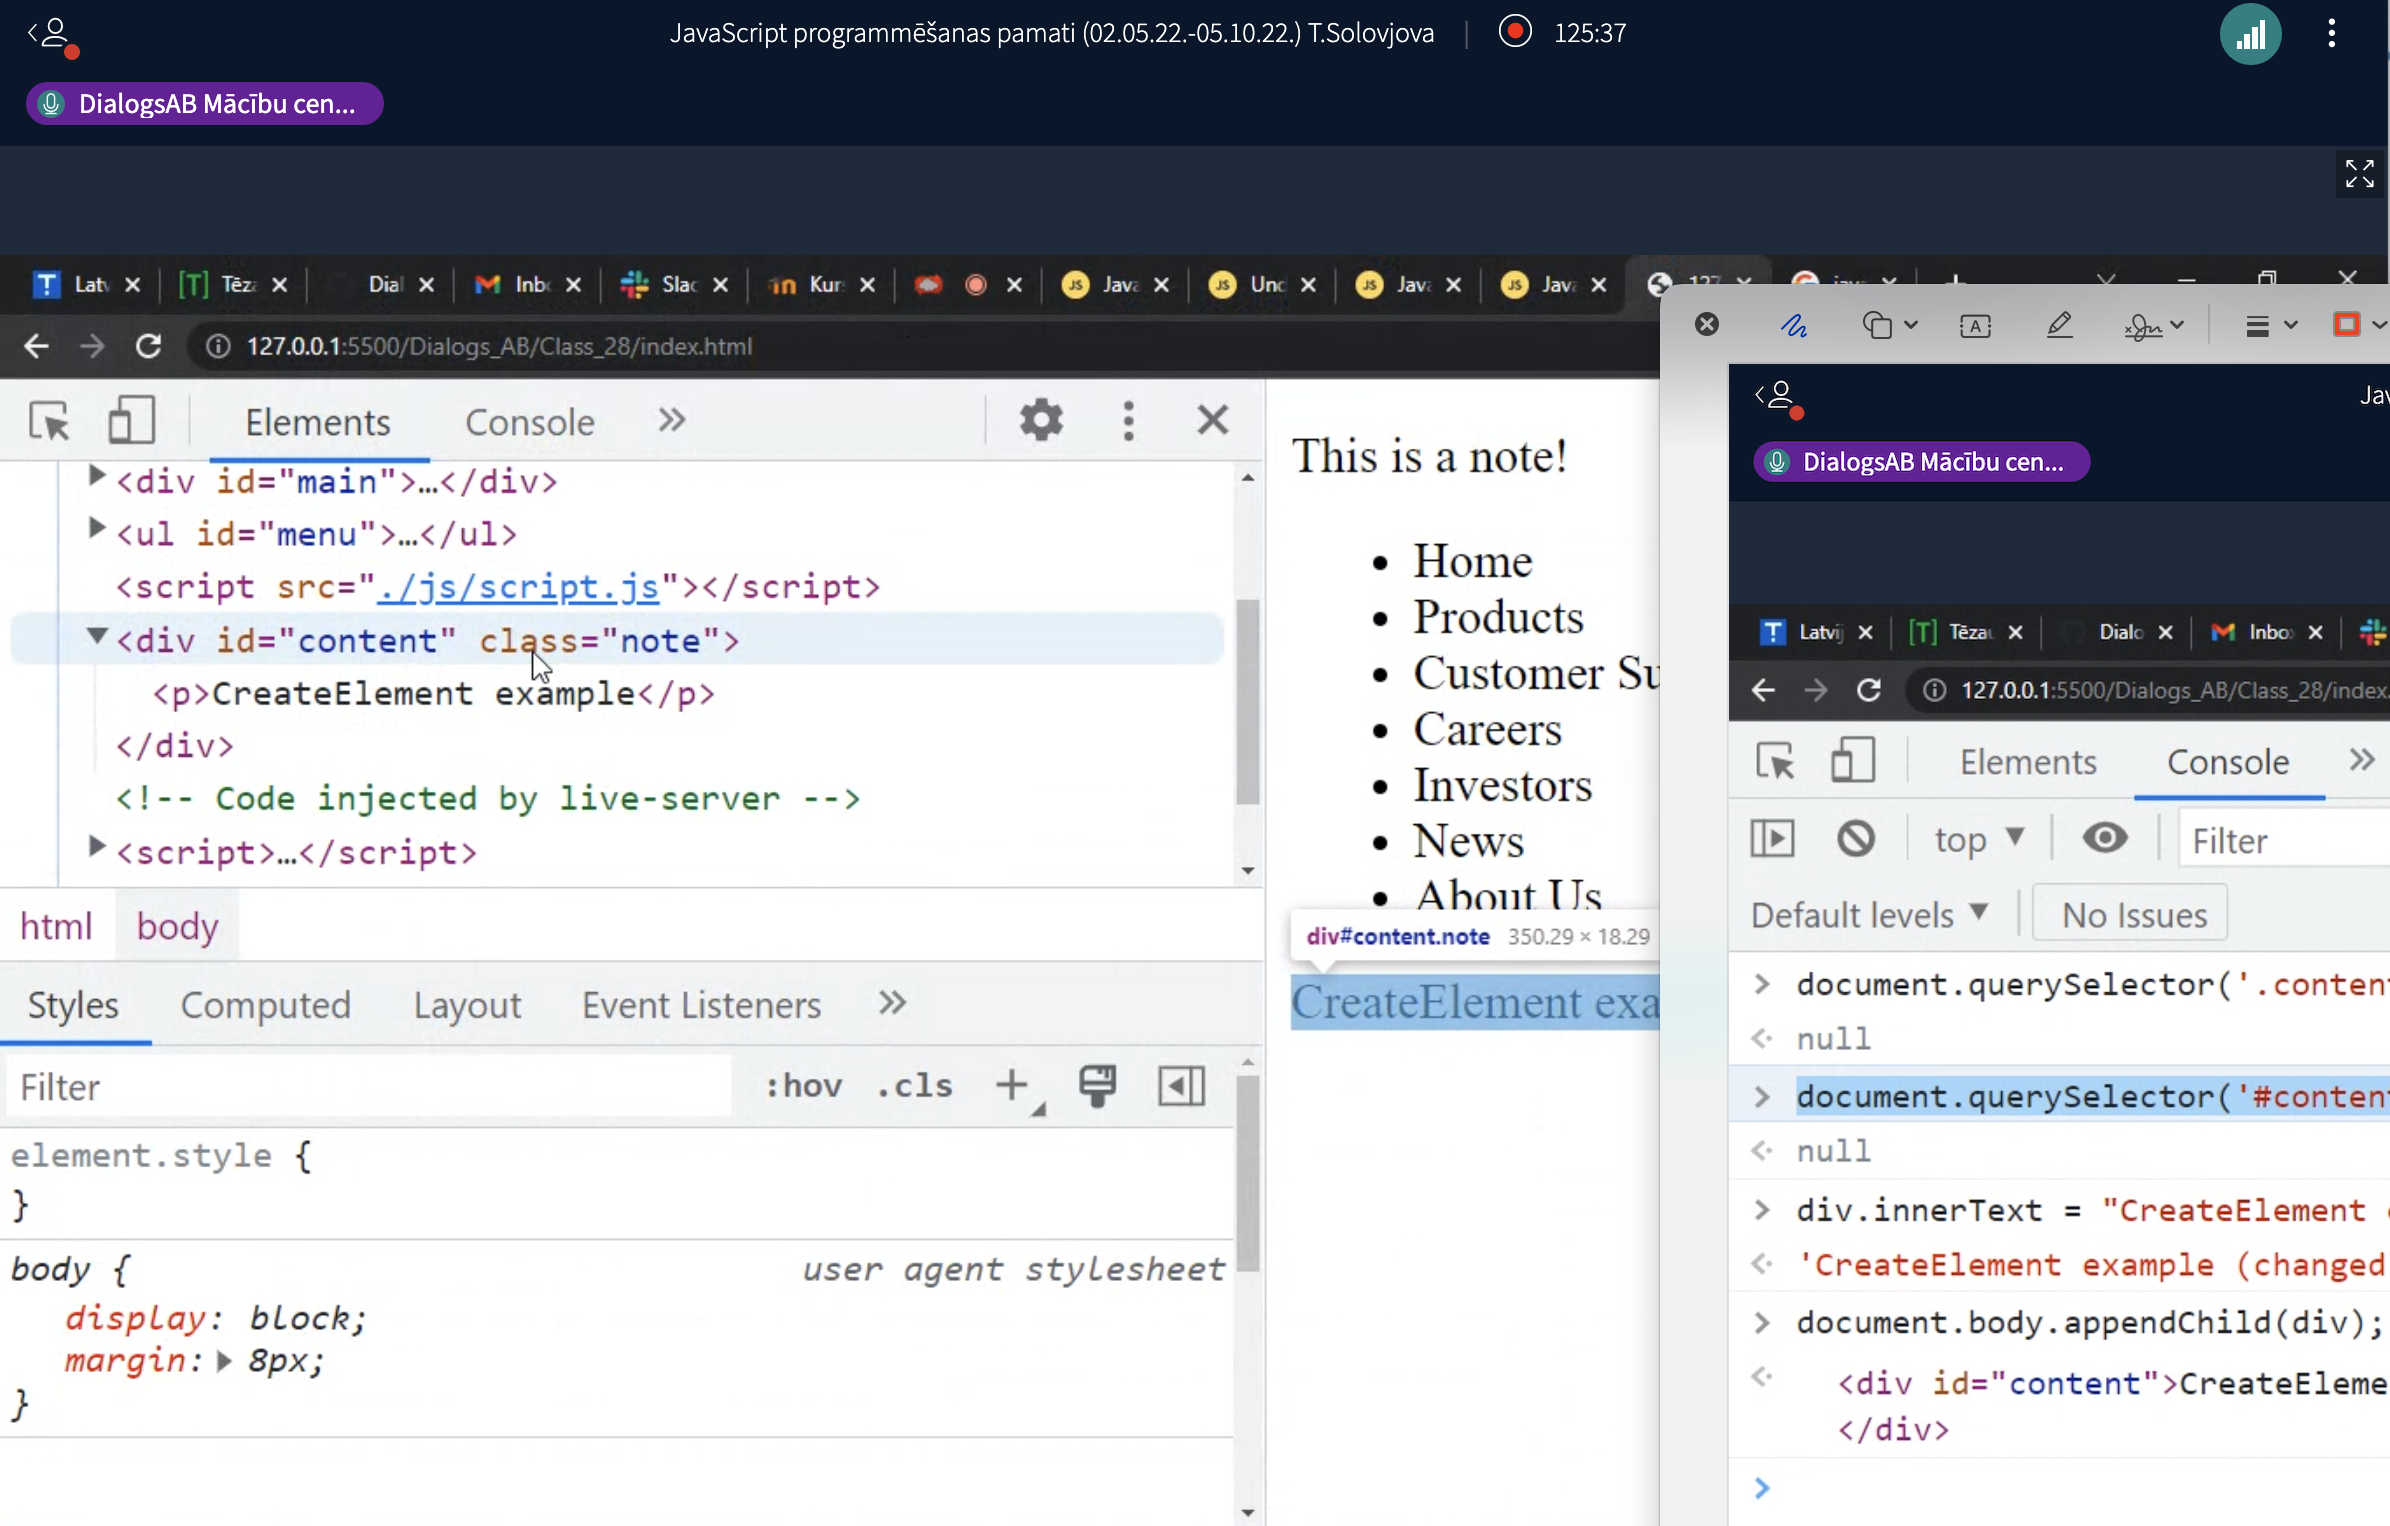 JavaScript programmēšanas pamati (02.05.22.-05.10.22.) T.Solovjova
125:37
DialogsAB Mācību cen...
Latv
Tēza
Dial
Inbo
Slac
Kur
Java
Unc
Java
Java
127
127.0.0.1:5500/Dialogs_AB/Class_28/index.html
Elements Console
<div id="main">…</div>
<ul id="menu">…</ul>
<script src="./js/script.js"></script>
<div id="content" class="note">
<p>CreateElement example</p>
</div>
<!-- Code injected by live-server -->
<script>…</script>
html body
Styles Computed Layout Event Listeners
Filter :hov .cls
element.style {
}
body { user agent stylesheet
display: block;
margin: 8px;
}
This is a note!
Home
Products
Customer Su
Careers
Investors
News
About Us
div#content.note 350.29 × 18.29
CreateElement exa
Jav
DialogsAB Mācību cen...
Latvij
Tēzau
Dialo
Inbox
127.0.0.1:5500/Dialogs_AB/Class_28/index.
Elements Console
top Filter
Default levels No Issues
document.querySelector('.conten
null
document.querySelector('#conten
null
div.innerText = "CreateElement
'CreateElement example (changed
document.body.appendChild(div);
<div id="content">CreateEleme
</div>